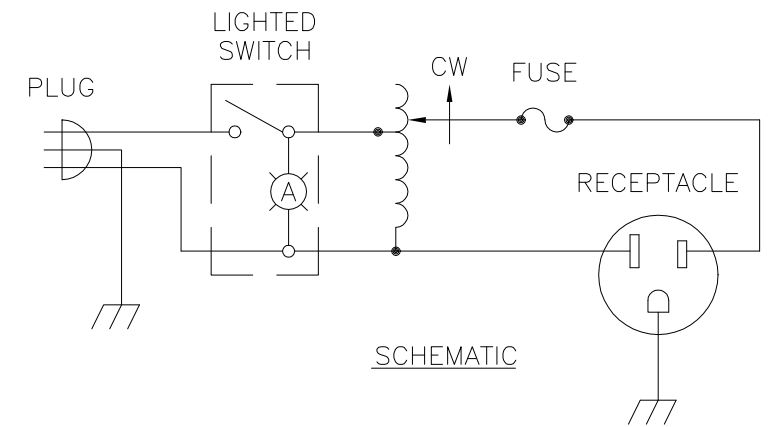 LIGHTED
SWITCH
PLUG
CW
FUSE
RECEPTACLE
A
SCHEMATIC